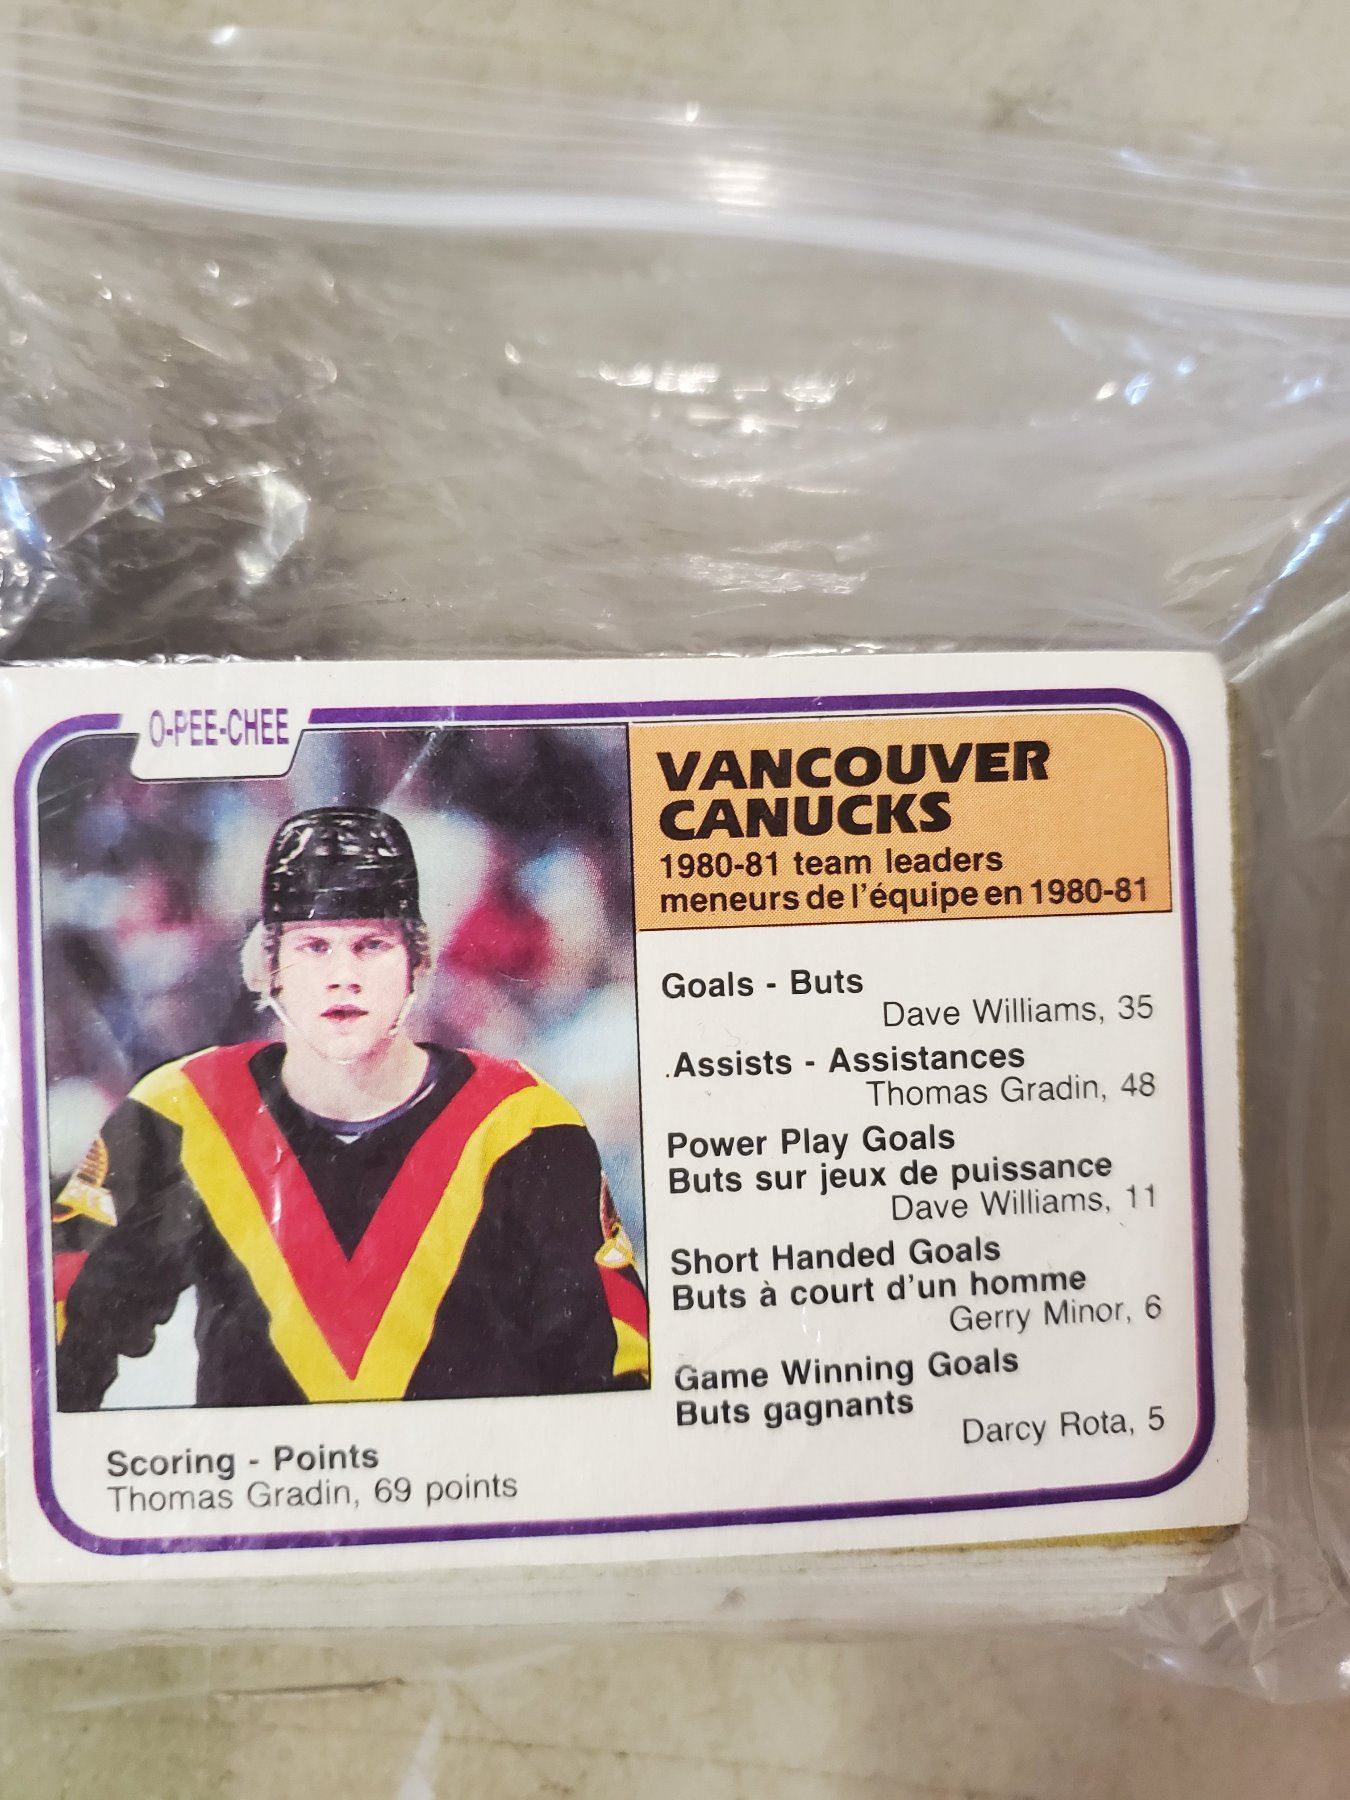 O-PEE-CHEE
VANCOUVER
CANUCKS
1980-81 team leaders
meneurs de l'équipe en 1980-81
Goals - Buts
Dave Williams, 35
.Assists - Assistances
Thomas Gradin, 48
Power Play Goals
Buts sur jeux de puissance
Dave Williams, 11
Short Handed Goals
Buts à court d'un homme
Gerry Minor, 6
Game Winning Goals
Buts gagnants
Darcy Rota, 5
Scoring - Points
Thomas Gradin, 69 points